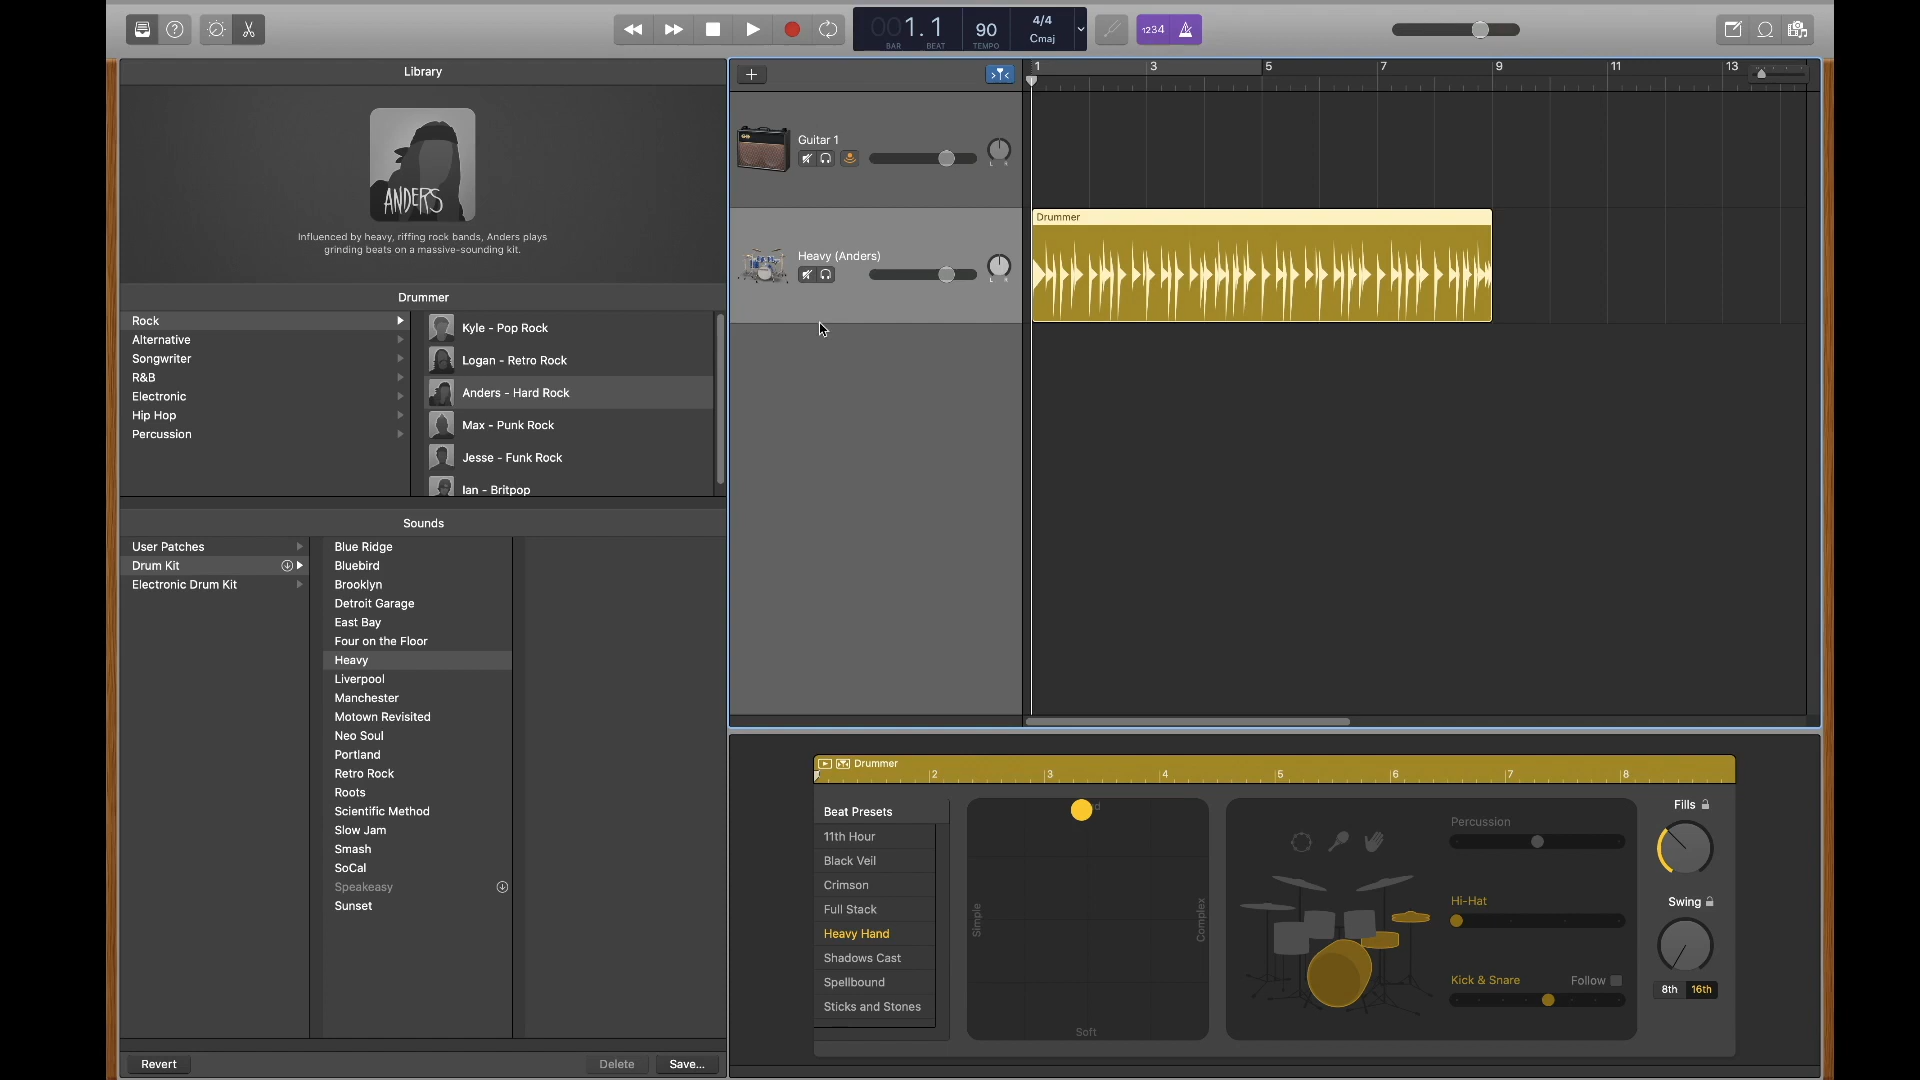 001.1
BAR BEAT
90
TEMPO
4/4
Cmaj
1234
Library
ANDERS
Influenced by heavy, riffing rock bands, Anders plays
grinding beats on a massive-sounding kit.
Drummer
Rock
Alternative
Songwriter
R&B
Electronic
Hip Hop
Percussion
Kyle - Pop Rock
Logan - Retro Rock
Anders - Hard Rock
Max - Punk Rock
Jesse - Funk Rock
Ian - Britpop
Sounds
User Patches
Drum Kit
Electronic Drum Kit
Blue Ridge
Bluebird
Brooklyn
Detroit Garage
East Bay
Four on the Floor
Heavy
Liverpool
Manchester
Motown Revisited
Neo Soul
Portland
Retro Rock
Roots
Scientific Method
Slow Jam
Smash
SoCal
Speakeasy
Sunset
Revert
Delete
Save...
1 3 5 7 9 11 13
Guitar 1
L R
Heavy (Anders)
L R
Drummer
Drummer
2 3 4 5 6 7 8
Beat Presets
11th Hour
Black Veil
Crimson
Full Stack
Heavy Hand
Shadows Cast
Spellbound
Sticks and Stones
Simple
Complex
Soft
Percussion
Hi-Hat
Kick & Snare
Follow
Fills
Swing
8th 16th